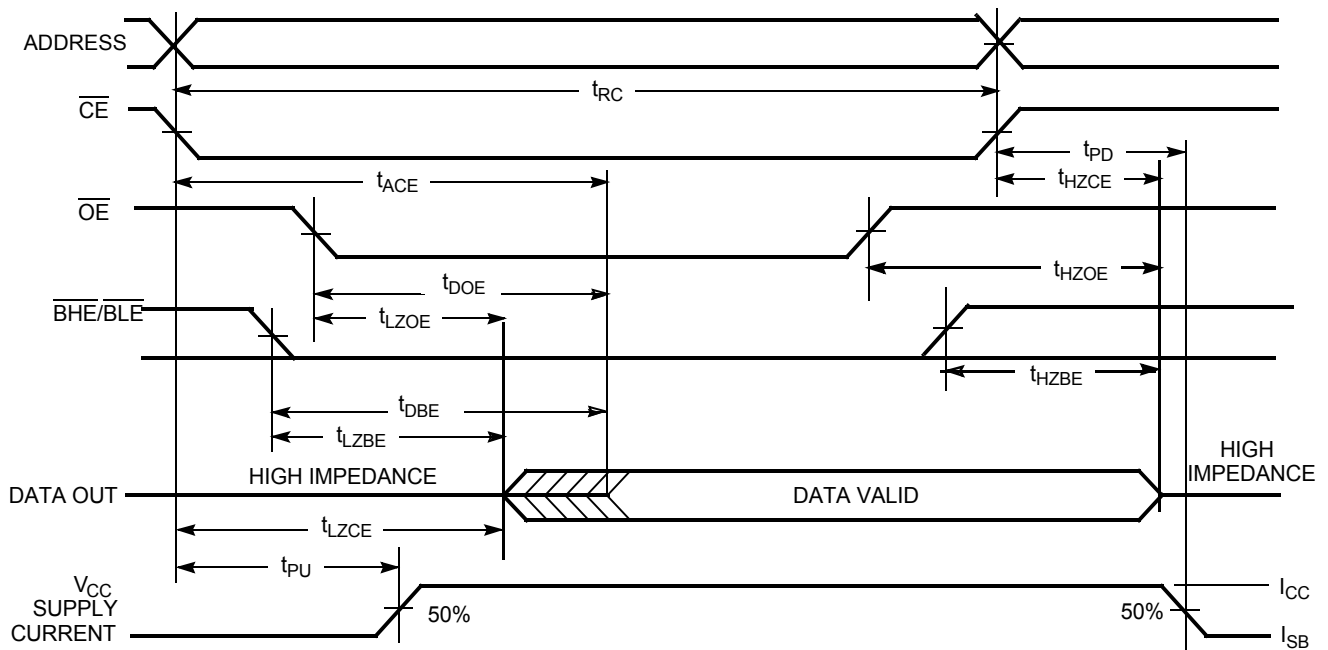 ADDRESS
tRC
CE
tPD
tACE
tHZCE
OE
tDOE
tHZOE
BHE/BLE
tLZOE
tHZBE
tDBE
tLZBE
HIGH IMPEDANCE
HIGH
IMPEDANCE
DATA OUT
DATA VALID
tLZCE
tPU
VCC
SUPPLY
CURRENT
50%
50%
ICC
ISB